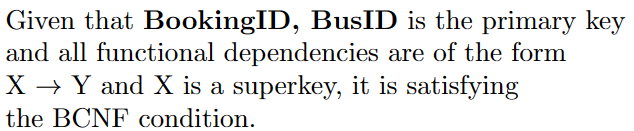 Given that BookingID, BusID is the primary key
and all functional dependencies are of the form
X → Y and X is a superkey, it is satisfying
the BCNF condition.